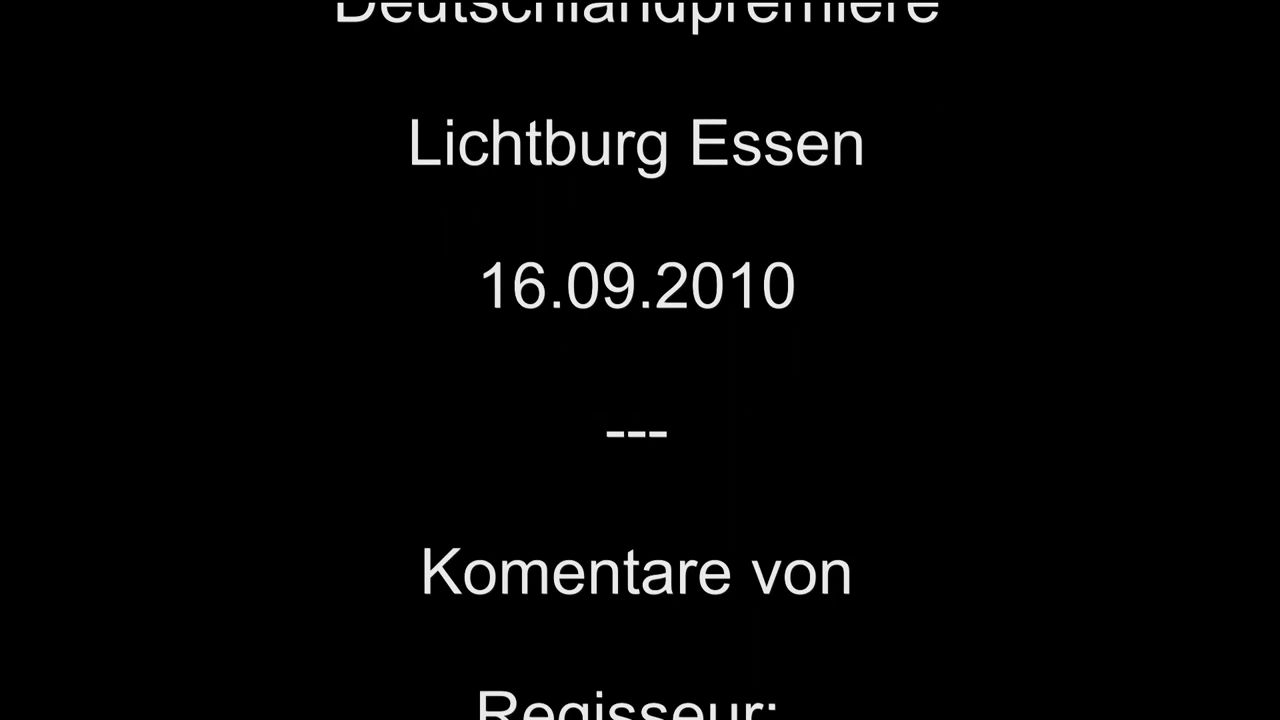 Deutschlandpremiere
Lichtburg Essen
16.09.2010
---
Komentare von
Regisseur: